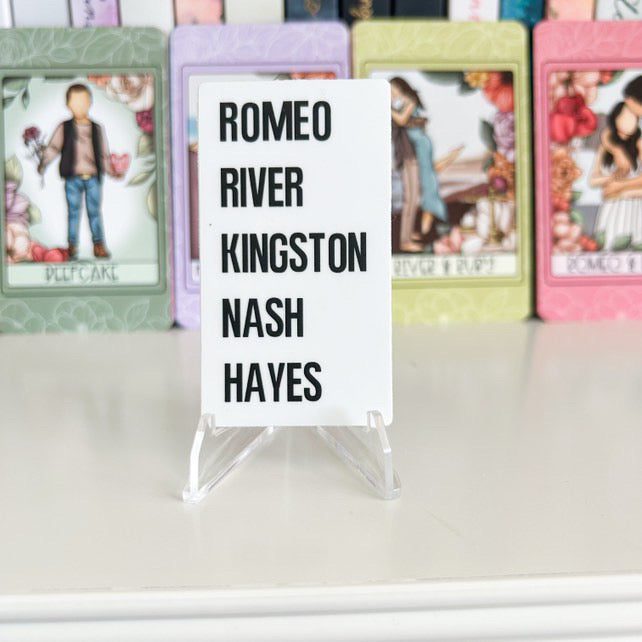 ROMEO
RIVER
KINGSTON
NASH
HAYES
BEEFCAKE
RIVER & RUBY
ROMEO &